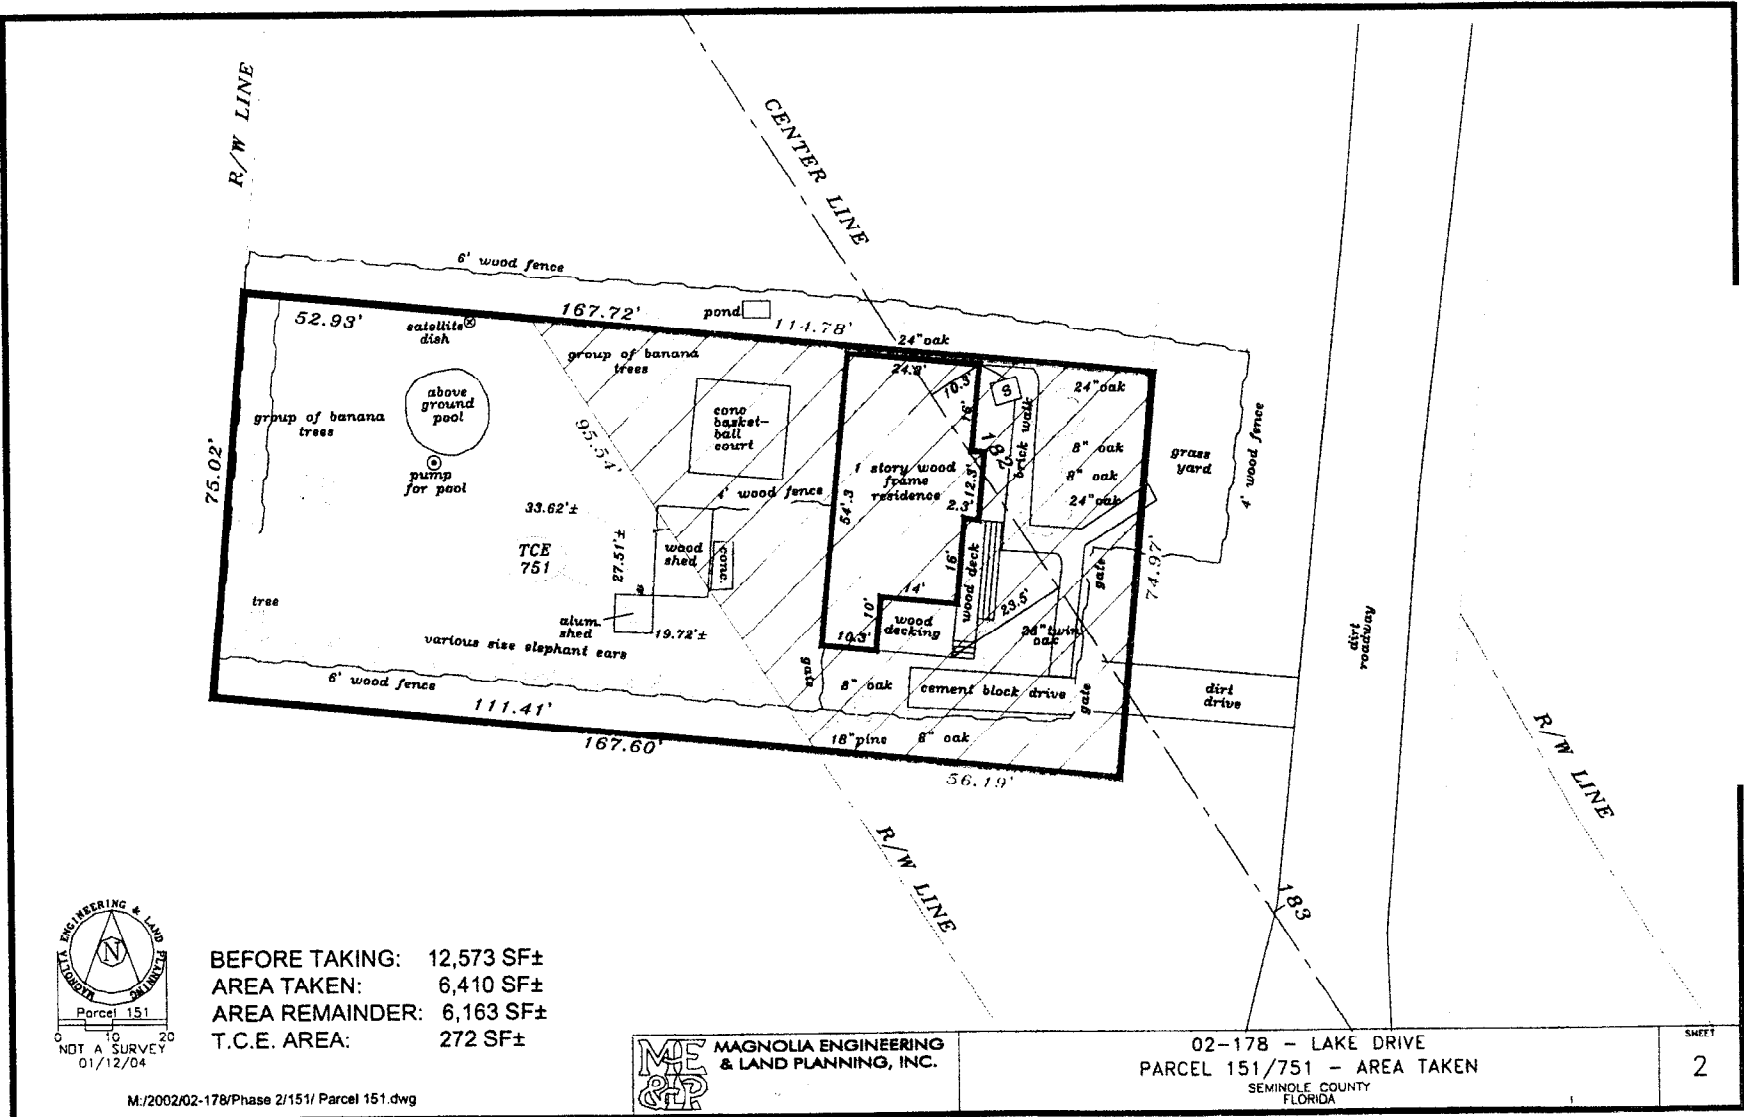 R/W LINE
CENTER LINE
6' wood fence
52.93'
167.72'
pond
114.78'
satellite
dish
24"oak
group of banana
trees
24.8'
10.3'
16'
S
24"oak
above
ground
pool
group of banana
trees
conc
basket-
ball
court
95.54'
182
brick walk
8" oak
8" oak
24"oak
grass
yard
4' wood fence
75.02'
pump
for pool
1 story wood
frame
residence
54'.3
12.3'
2.3'
4' wood fence
33.62'±
TCE
751
27.51'±
wood
shed
conc.
16'
wood deck
gate
74.97'
14'
10'
23.5'
tree
alum.
shed
19.72'±
various size elephant ears
wood
decking
10.3'
twin
oak
dirt
roadway
6' wood fence
gate
8" oak
cement block drive
gate
dirt
drive
111.41'
167.60'
18"pine
8" oak
56.19'
R/W LINE
R/W LINE
183
MAGNOLIA ENGINEERING & LAND PLANNING
N
Parcel 151
0 10 20
NOT A SURVEY
01/12/04
BEFORE TAKING: 12,573 SF±
AREA TAKEN: 6,410 SF±
AREA REMAINDER: 6,163 SF±
T.C.E. AREA: 272 SF±
M:/2002/02-178/Phase 2/151/ Parcel 151.dwg
ME
&LP
MAGNOLIA ENGINEERING
& LAND PLANNING, INC.
02-178 - LAKE DRIVE
PARCEL 151/751 - AREA TAKEN
SEMINOLE COUNTY
FLORIDA
SHEET
2